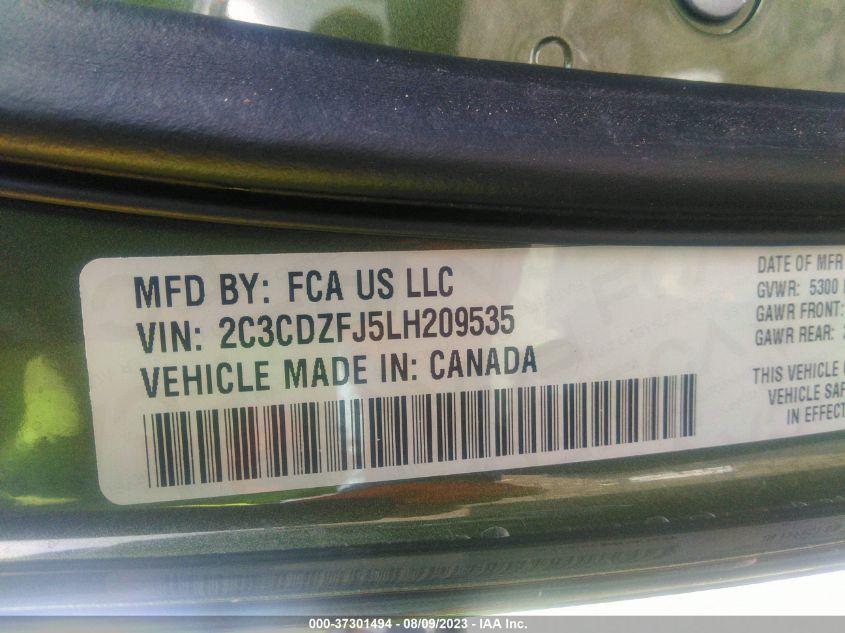 MFD BY: FCA US LLC
VIN: 2C3CDZFJ5LH209535
VEHICLE MADE IN: CANADA
DATE OF MFR
GVWR: 5300
GAWR FRONT:
GAWR REAR:
THIS VEHICLE
VEHICLE SAF
IN EFFECT
000-37301494 - 08/09/2023 - IAA Inc.